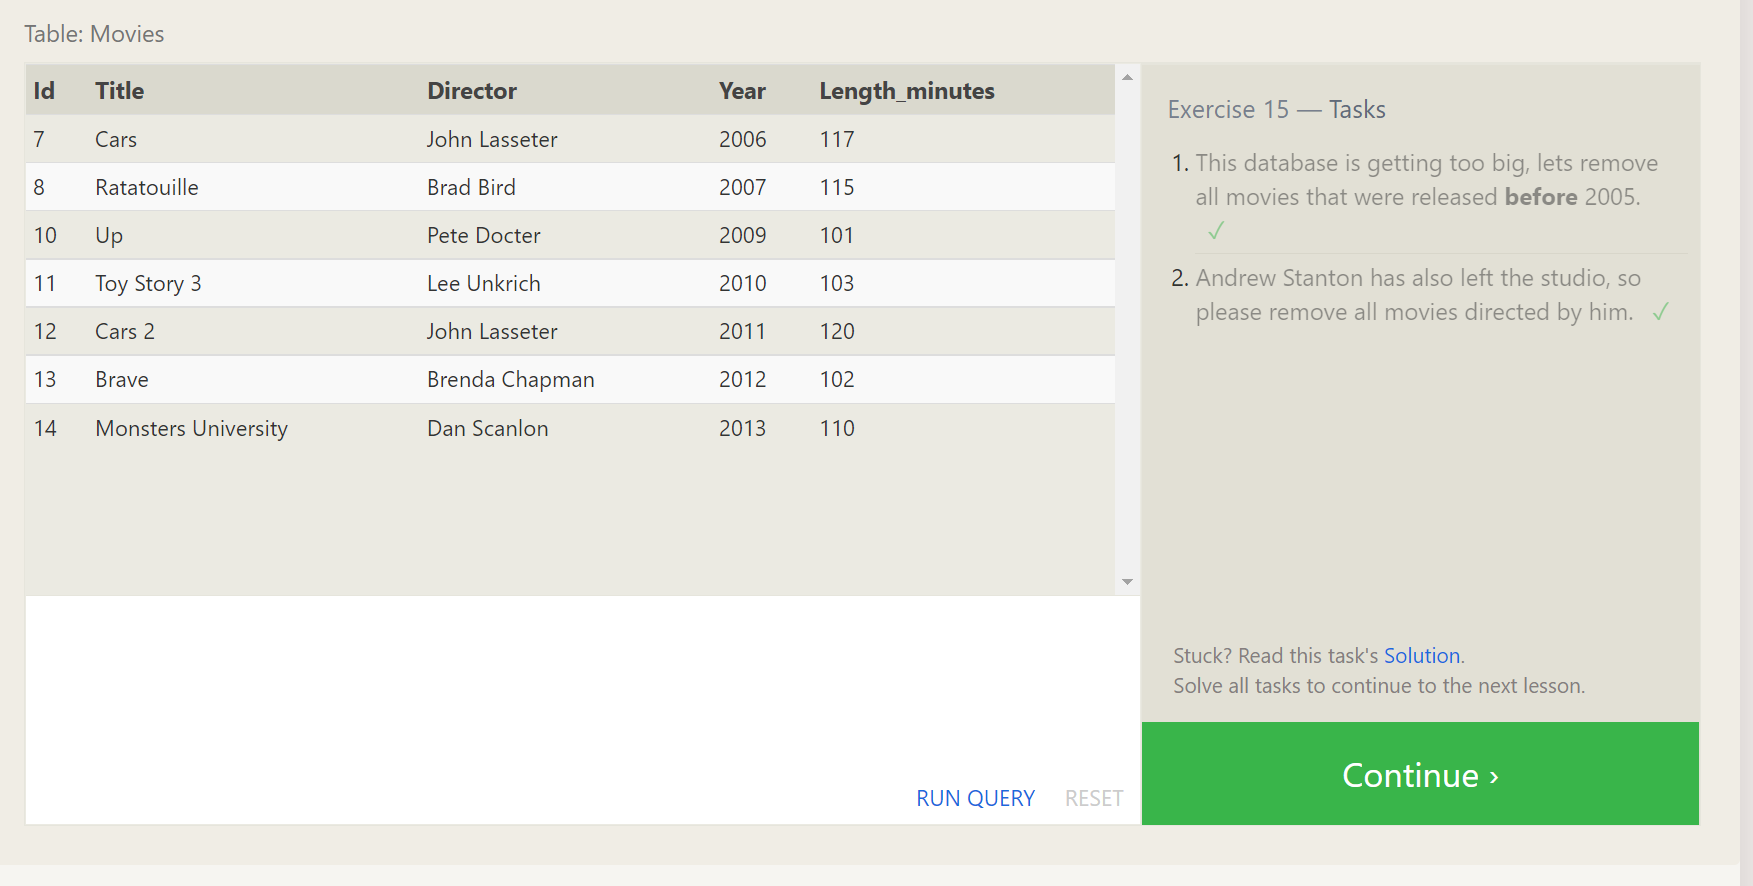 Table: Movies
Id Title Director Year Length_minutes
7 Cars John Lasseter 2006 117
8 Ratatouille Brad Bird 2007 115
10 Up Pete Docter 2009 101
11 Toy Story 3 Lee Unkrich 2010 103
12 Cars 2 John Lasseter 2011 120
13 Brave Brenda Chapman 2012 102
14 Monsters University Dan Scanlon 2013 110
RUN QUERY RESET
Exercise 15 — Tasks
1. This database is getting too big, lets remove
all movies that were released before 2005.
✓
2. Andrew Stanton has also left the studio, so
please remove all movies directed by him. ✓
Stuck? Read this task's Solution.
Solve all tasks to continue to the next lesson.
Continue ›